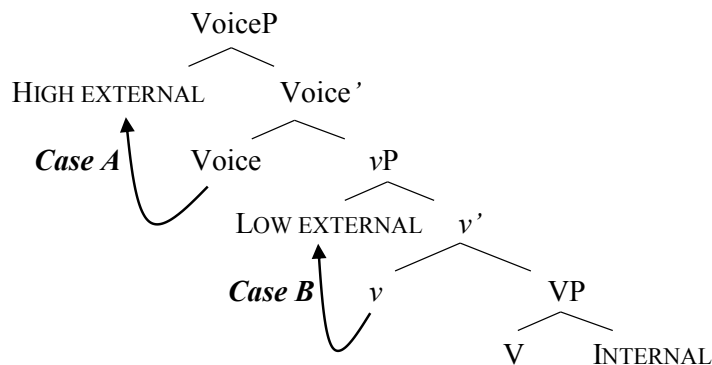 VoiceP
HIGH EXTERNAL Voice’
Case A Voice vP
LOW EXTERNAL v’
Case B v VP
V INTERNAL